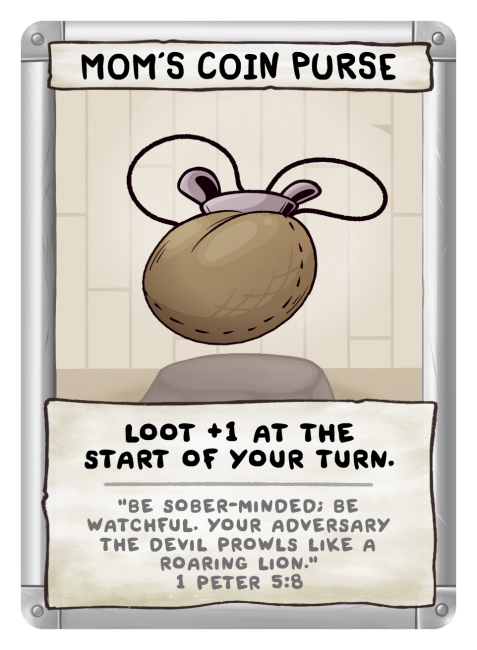 MOM'S COIN PURSE
LOOT +1 AT THE
START OF YOUR TURN.
"BE SOBER-MINDED; BE
WATCHFUL. YOUR ADVERSARY
THE DEVIL PROWLS LIKE A
ROARING LION."
1 PETER 5:8